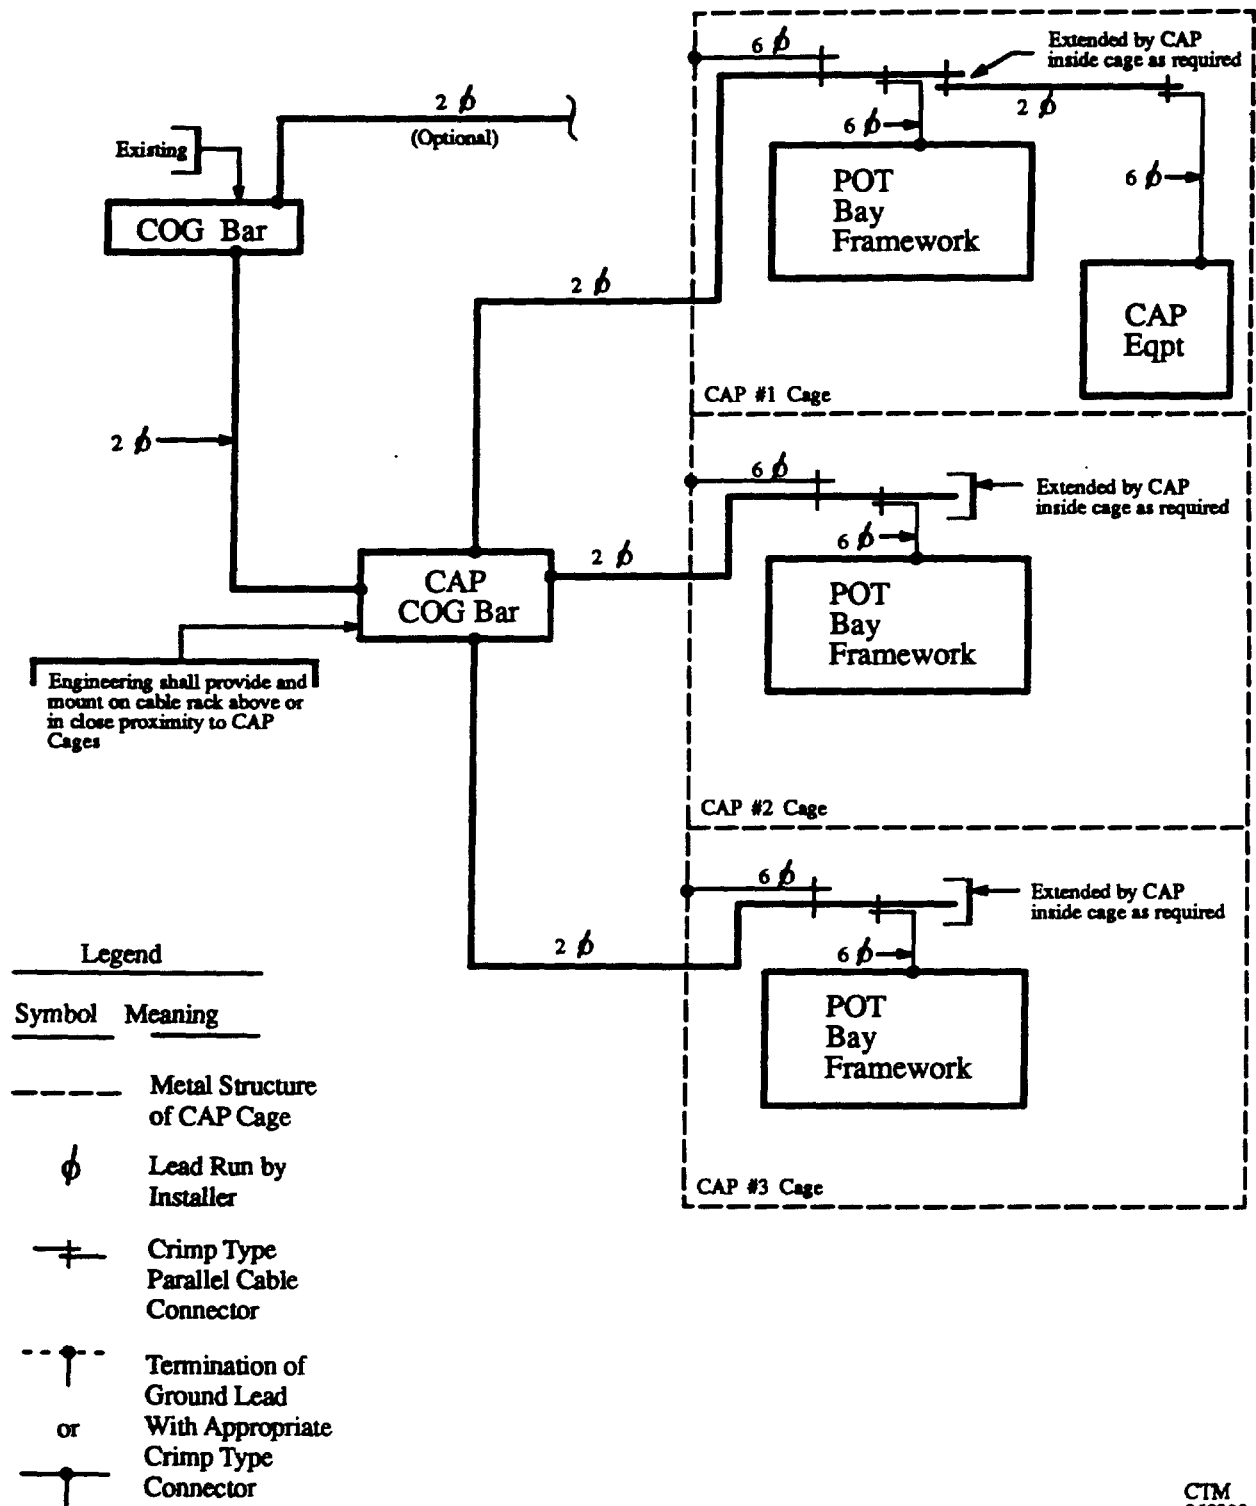 6 ϕ
Extended by CAP
inside cage as required
2 ϕ
(Optional)
2 ϕ
6 ϕ
Existing
COG Bar
POT
Bay
Framework
6 ϕ
2 ϕ
CAP
Eqpt
CAP #1 Cage
2 ϕ
6 ϕ
Extended by CAP
inside cage as required
6 ϕ
2 ϕ
CAP
COG Bar
POT
Bay
Framework
Engineering shall provide and
mount on cable rack above or
in close proximity to CAP
Cages
CAP #2 Cage
6 ϕ
Extended by CAP
inside cage as required
2 ϕ
6 ϕ
POT
Bay
Framework
CAP #3 Cage
Legend
Symbol Meaning
Metal Structure
of CAP Cage
ϕ Lead Run by
Installer
Crimp Type
Parallel Cable
Connector
Termination of
Ground Lead
or With Appropriate
Crimp Type
Connector
CTM